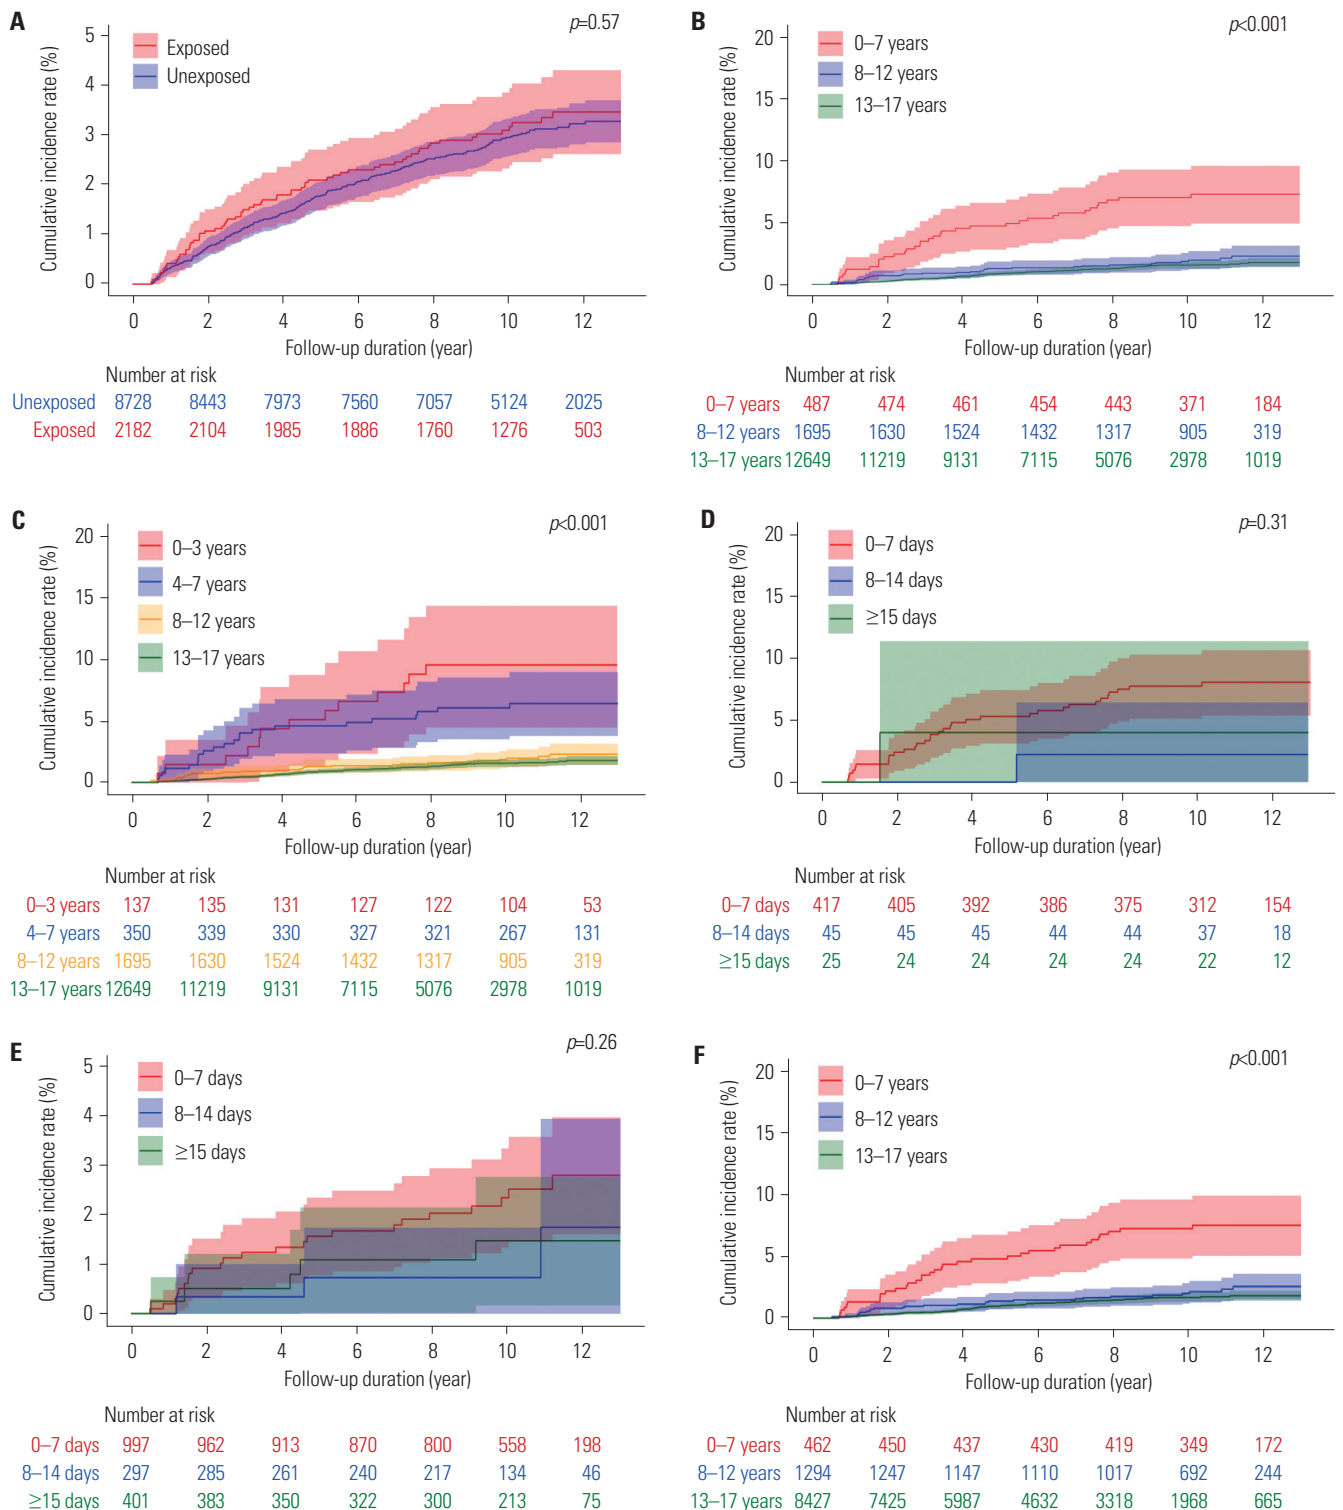 A
p=0.57
Cumulative incidence rate (%)
5
4
3
2
1
0
Exposed
Unexposed
0 2 4 6 8 10 12
Follow-up duration (year)
Number at risk
Unexposed 8728 8443 7973 7560 7057 5124 2025
Exposed 2182 2104 1985 1886 1760 1276 503
B
p<0.001
Cumulative incidence rate (%)
20
15
10
5
0
0–7 years
8–12 years
13–17 years
0 2 4 6 8 10 12
Follow-up duration (year)
Number at risk
0–7 years 487 474 461 454 443 371 184
8–12 years 1695 1630 1524 1432 1317 905 319
13–17 years 12649 11219 9131 7115 5076 2978 1019
C
p<0.001
Cumulative incidence rate (%)
20
15
10
5
0
0–3 years
4–7 years
8–12 years
13–17 years
0 2 4 6 8 10 12
Follow-up duration (year)
Number at risk
0–3 years 137 135 131 127 122 104 53
4–7 years 350 339 330 327 321 267 131
8–12 years 1695 1630 1524 1432 1317 905 319
13–17 years 12649 11219 9131 7115 5076 2978 1019
D
p=0.31
Cumulative incidence rate (%)
20
15
10
5
0
0–7 days
8–14 days
≥15 days
0 2 4 6 8 10 12
Follow-up duration (year)
Number at risk
0–7 days 417 405 392 386 375 312 154
8–14 days 45 45 45 44 44 37 18
≥15 days 25 24 24 24 24 22 12
E
p=0.26
Cumulative incidence rate (%)
5
4
3
2
1
0
0–7 days
8–14 days
≥15 days
0 2 4 6 8 10 12
Follow-up duration (year)
Number at risk
0–7 days 997 962 913 870 800 558 198
8–14 days 297 285 261 240 217 134 46
≥15 days 401 383 350 322 300 213 75
F
p<0.001
Cumulative incidence rate (%)
20
15
10
5
0
0–7 years
8–12 years
13–17 years
0 2 4 6 8 10 12
Follow-up duration (year)
Number at risk
0–7 years 462 450 437 430 419 349 172
8–12 years 1294 1247 1147 1110 1017 692 244
13–17 years 8427 7425 5987 4632 3318 1968 665